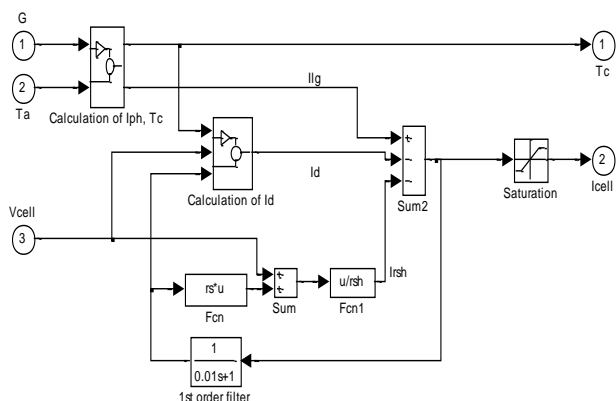 G
1
2
Ta
Calculation of Iph, Tc
1
Tc
Ilg
Calculation of Id
Id
+
−
−
Sum2
Saturation
2
Icell
Vcell
3
rs*u
Fcn
+
+
Sum
u/rsh
Fcn1
Irsh
1
0.01s+1
1st order filter